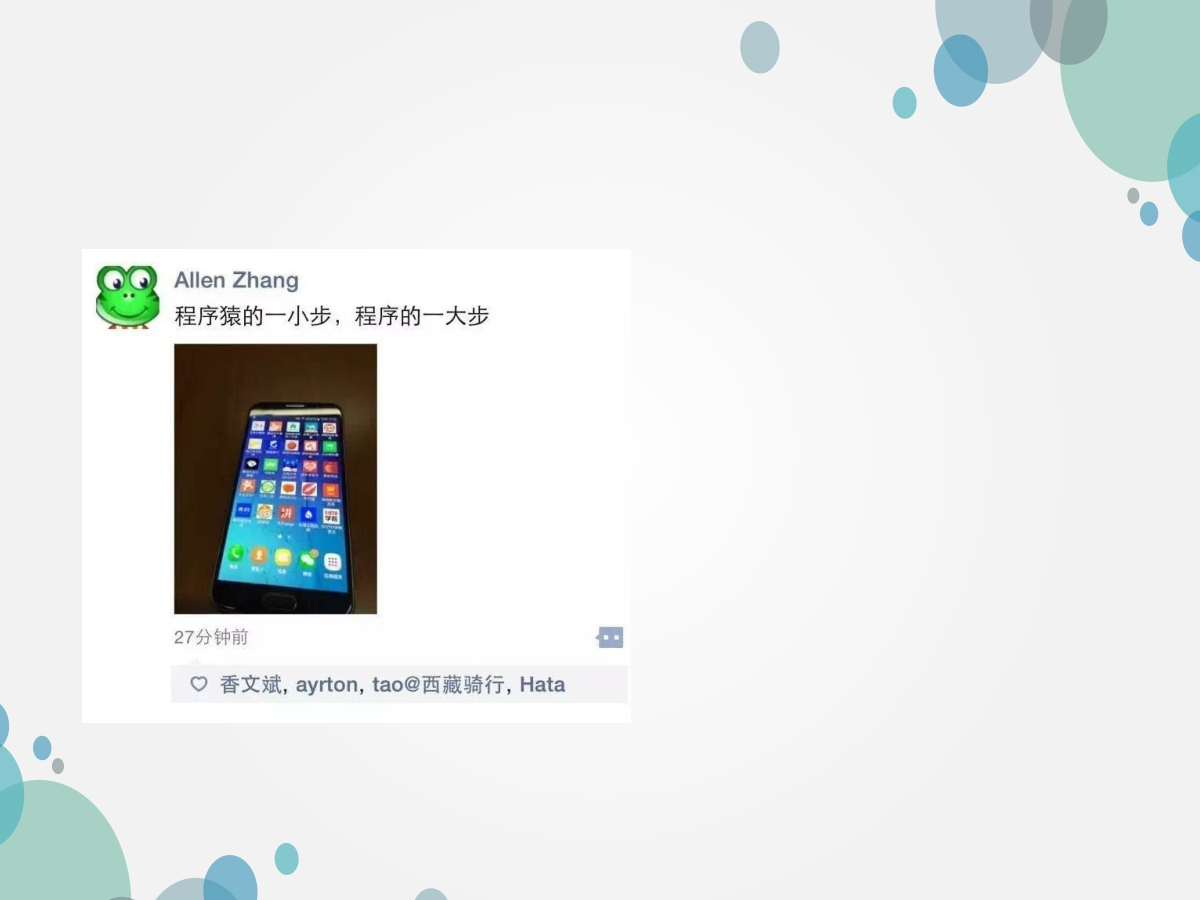 Allen Zhang
程序猿的一小步，程序的一大步
27分钟前
香文斌, ayrton, tao@西藏骑行, Hata